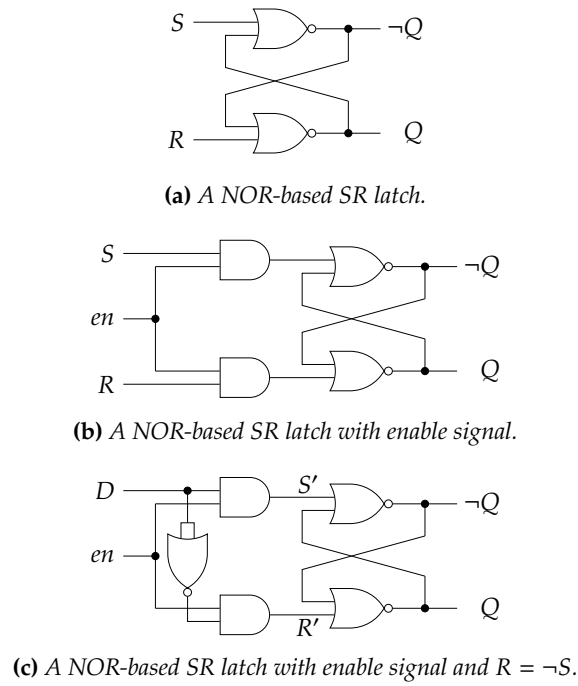 S
¬Q
R
Q
(a) A NOR-based SR latch.
S
¬Q
en
R
Q
(b) A NOR-based SR latch with enable signal.
D
S′
¬Q
en
Q
R′
(c) A NOR-based SR latch with enable signal and R = ¬S.